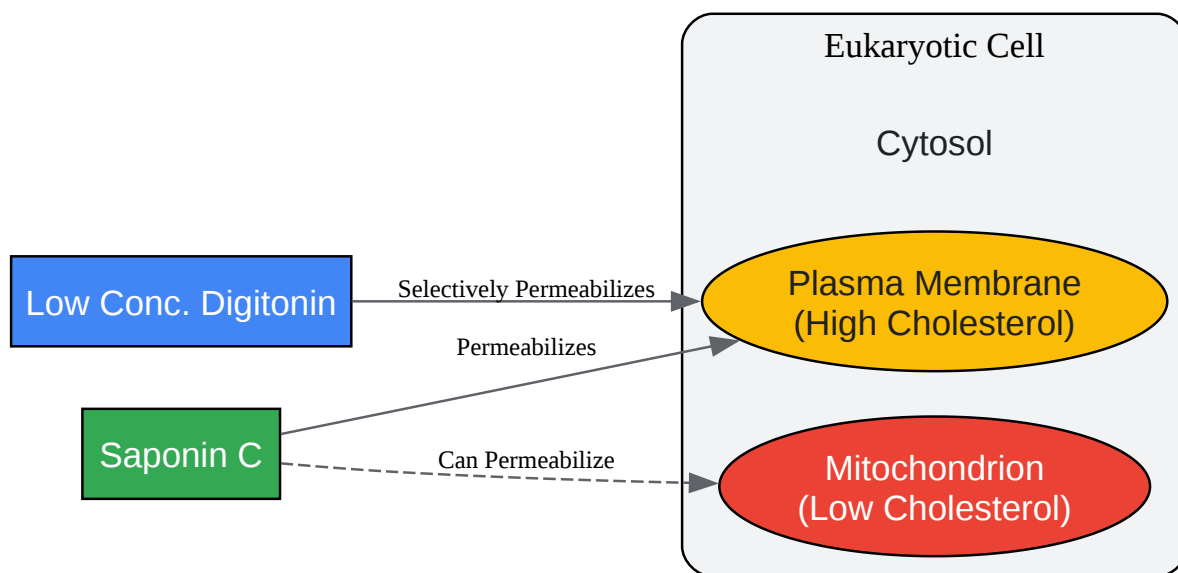 Eukaryotic Cell
Cytosol
Low Conc. Digitonin
Selectively Permeabilizes
Plasma Membrane
(High Cholesterol)
Permeabilizes
Saponin C
Can Permeabilize
Mitochondrion
(Low Cholesterol)